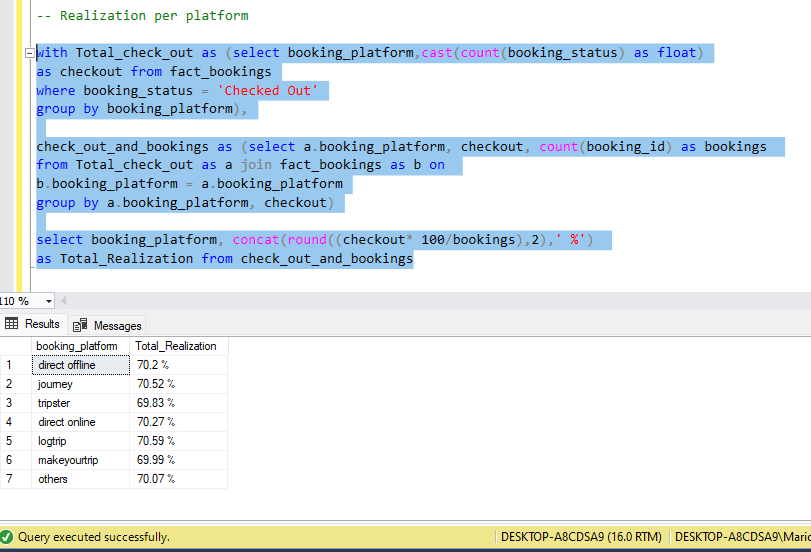 -- Realization per platform
with Total_check_out as (select booking_platform,cast(count(booking_status) as float)
as checkout from fact_bookings
where booking_status = 'Checked Out'
group by booking_platform),
check_out_and_bookings as (select a.booking_platform, checkout, count(booking_id) as bookings
from Total_check_out as a join fact_bookings as b on
b.booking_platform = a.booking_platform
group by a.booking_platform, checkout)
select booking_platform, concat(round((checkout* 100/bookings),2),' %')
as Total_Realization from check_out_and_bookings
110 %
Results Messages
booking_platform Total_Realization
1 direct offline 70.2 %
2 journey 70.52 %
3 tripster 69.83 %
4 direct online 70.27 %
5 logtrip 70.59 %
6 makeyourtrip 69.99 %
7 others 70.07 %
Query executed successfully. DESKTOP-A8CDSA9 (16.0 RTM) DESKTOP-A8CDSA9\Maric